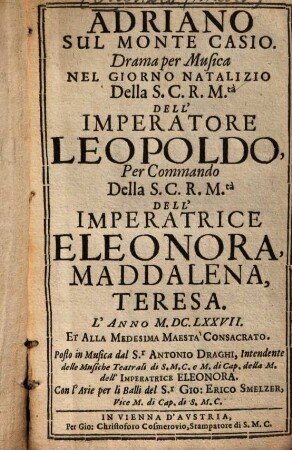 ADRIANO
SUL MONTE CASIO.
Drama per Musica
NEL GIORNO NATALIZIO
Della S. C. R. M.tà
DELL'
IMPERATORE
LEOPOLDO,
Per Commando
Della S. C. R. M.tà
DELL'
IMPERATRICE
ELEONORA,
MADDALENA,
TERESA.
L'ANNO M.DC.LXXVII.
ET ALLA MEDESIMA MAESTA' CONSACRATO.
Posto in Musica dal S.r ANTONIO DRAGHI, Intendente
delle Musiche Teatrali di S. M. C. e M. di Cap. della M.
dell' IMPERATRICE ELEONORA.
Con l'Arie per li Balli del S.r GIO: ERICO SMELZER,
Vice M. di Cap. di S. M. C.
IN VIENNA D'AVSTRIA,
Per Gio: Christoforo Cosmerovio, Stampatore di S. M. C.